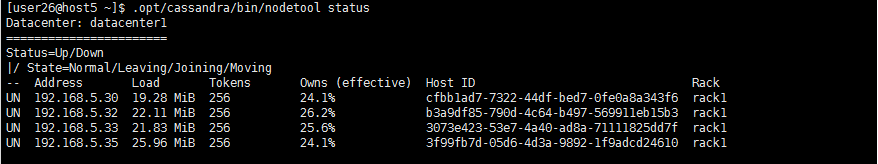 [user26@host5 ~]$ .opt/cassandra/bin/nodetool status
Datacenter: datacenter1
=======================
Status=Up/Down
|/ State=Normal/Leaving/Joining/Moving
--  Address       Load       Tokens       Owns (effective)  Host ID                               Rack
UN  192.168.5.30  19.28 MiB  256          24.1%             cfbb1ad7-7322-44df-bed7-0fe0a8a343f6  rack1
UN  192.168.5.32  22.11 MiB  256          26.2%             b3a9df85-790d-4c64-b497-569911eb15b3  rack1
UN  192.168.5.33  21.83 MiB  256          25.6%             3073e423-53e7-4a40-ad8a-71111825dd7f  rack1
UN  192.168.5.35  25.96 MiB  256          24.1%             3f99fb7d-05d6-4d3a-9892-1f9adcd24610  rack1